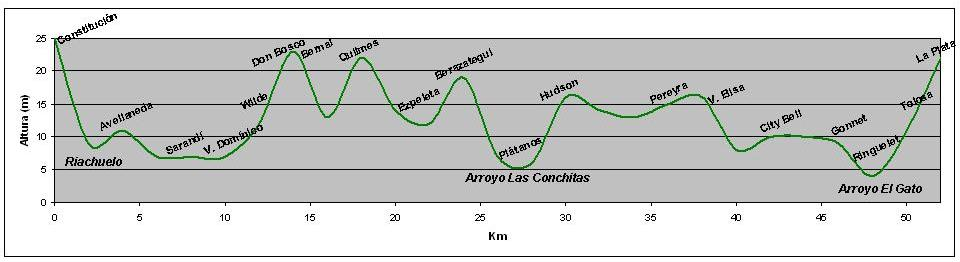 Altura (m)
25
20
15
10
5
0
Constitución
Riachuelo
Avellaneda
Sarandí
V. Domínico
Wilde
Don Bosco
Bernal
Quilmes
Ezpeleta
Berazategui
Plátanos
Arroyo Las Conchitas
Hudson
Pereyra
V. Elisa
City Bell
Gonnet
Ringuelet
Arroyo El Gato
Tolosa
La Plata
0 5 10 15 20 25 30 35 40 45 50
Km